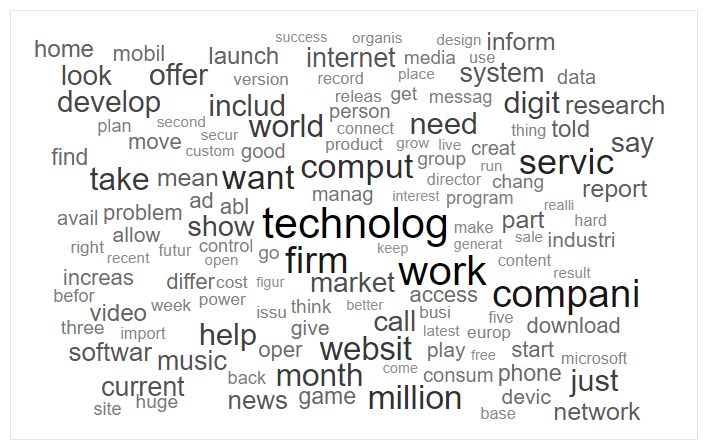 success organis design
home mobil launch internet media use inform
look offer version record place system data
develop includ releas get messag digit research
plan second world person connect need thing told
move secur custom good product grow live creat say
find take mean want comput group run servic
ad abl manag interest director program chang report
avail problem show technolog make part realli hard
allow right recent futur control open go keep generat sale industri
firm work content result
increas differ cost figur market access compani
befor video week power issu think better busi five
three import help give call latest europ download
softwar music oper websit play free start microsoft
current back month come consum phone just
site huge news game million base devic network